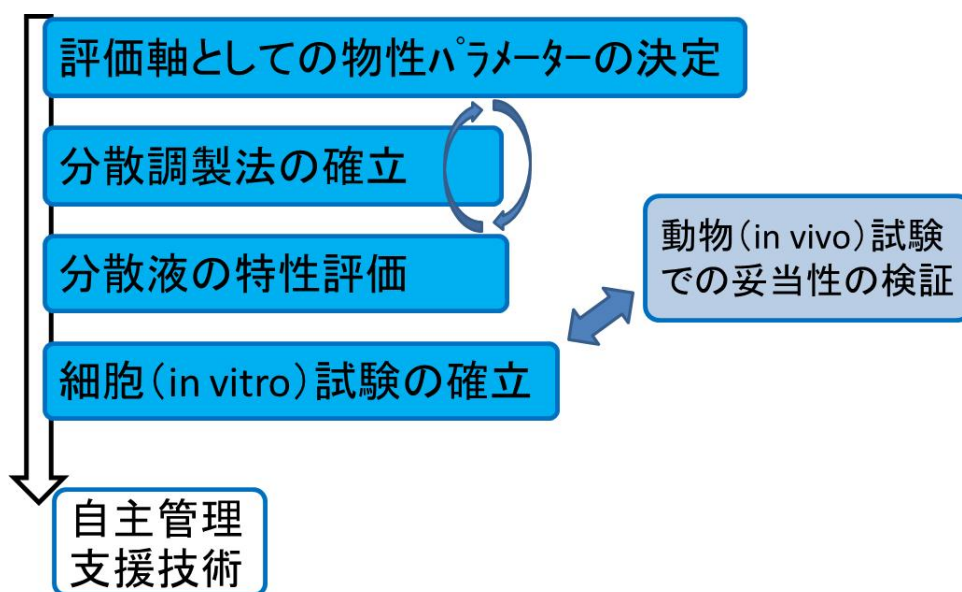 評価軸としての物性ﾊﾟﾗﾒｰﾀｰの決定
分散調製法の確立
分散液の特性評価
動物（in vivo）試験
での妥当性の検証
細胞（in vitro）試験の確立
自主管理
支援技術